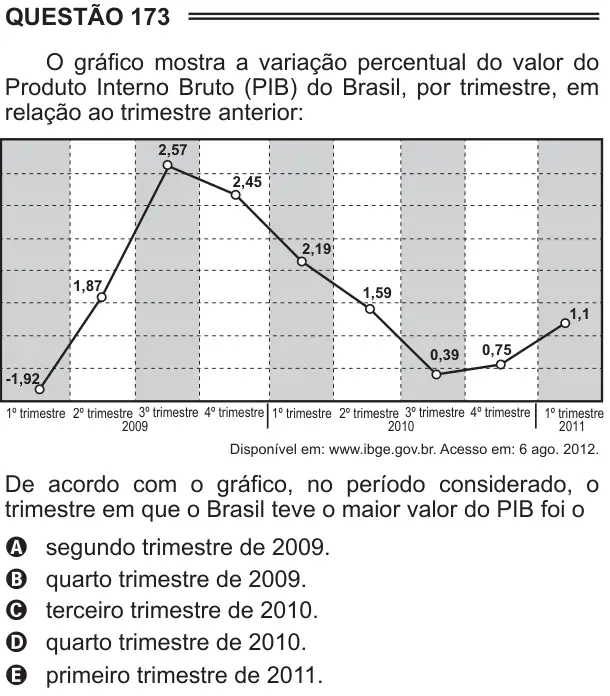 QUESTÃO 173
O gráfico mostra a variação percentual do valor do
Produto Interno Bruto (PIB) do Brasil, por trimestre, em
relação ao trimestre anterior:
2,57
2,45
2,19
1,87
1,59
1,1
0,39
0,75
-1,92
1º trimestre 2º trimestre 3º trimestre 4º trimestre 1º trimestre 2º trimestre 3º trimestre 4º trimestre 1º trimestre
2009 2010 2011
Disponível em: www.ibge.gov.br. Acesso em: 6 ago. 2012.
De acordo com o gráfico, no período considerado, o
trimestre em que o Brasil teve o maior valor do PIB foi o
A segundo trimestre de 2009.
B quarto trimestre de 2009.
C terceiro trimestre de 2010.
D quarto trimestre de 2010.
E primeiro trimestre de 2011.